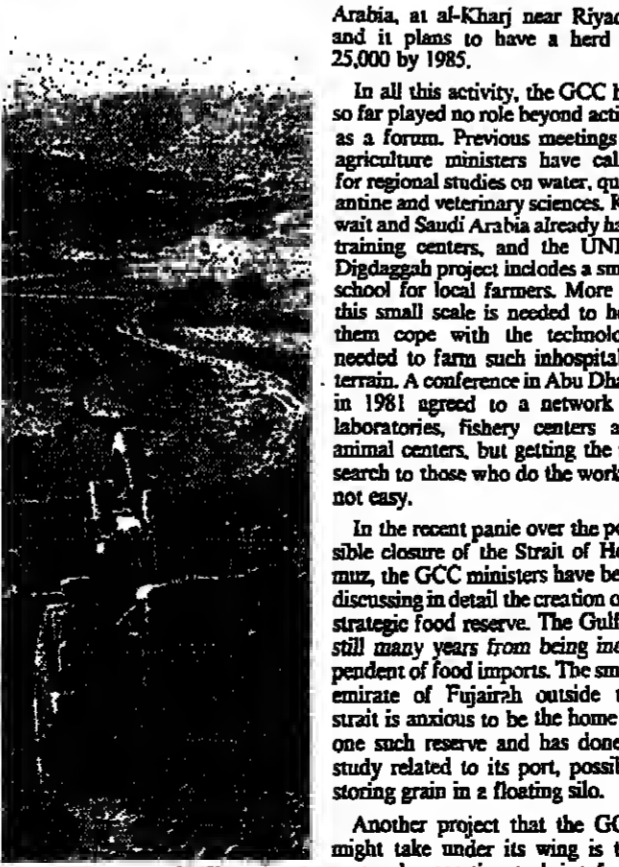 Arabia, at al-Kharj near Riyad
and it plans to have a herd
25,000 by 1985.
In all this activity, the GCC h
so far played no role beyond acti
as a forum. Previous meetings
agriculture ministers have cal
for regional studies on water, qu
antine and veterinary sciences. K
wait and Saudi Arabia already ha
training centers, and the UNI
Digdaggah project includes a sm
school for local farmers. More
this small scale is needed to he
them cope with the technolo
needed to farm such inhospitab
terrain. A conference in Abu Dha
in 1981 agreed to a network
laboratories, fishery centers a
animal centers, but getting the
search to those who do the work
not easy.
In the recent panie over the po
sible closure of the Strait of Ho
muz, the GCC ministers have be
discussing in detail the creation o
strategic food reserve. The Gulf
still many years from being ind
pendent of food imports. The sm
emirate of Fujairah outside t
strait is anxious to be the home
one such reserve and has done
study related to its port, possib
storing grain in a floating silo.
Another project that the GC
might take under its wing is t